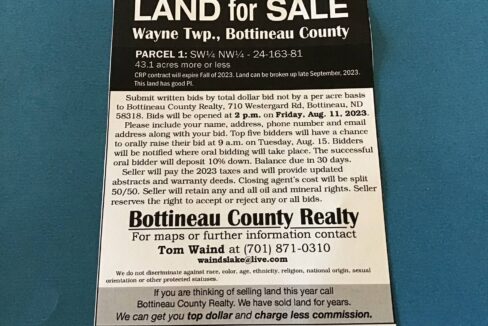 LAND for SALE
Wayne Twp., Bottineau County
PARCEL 1: SW¼ NW¼ - 24-163-81
43.1 acres more or less
CRP contract will expire Fall of 2023. Land can be broken up late September, 2023.
This land has good PI.
Submit written bids by total dollar bid not by a per acre basis
to Bottineau County Realty, 710 Westergard Rd, Bottineau, ND
58318. Bids will be opened at 2 p.m. on Friday, Aug. 11, 2023.
Please include your name, address, phone number and email
address along with your bid. Top five bidders will have a chance
to orally raise their bid at 9 a.m. on Tuesday, Aug. 15. Bidders
will be notified where oral bidding will take place. The successful
oral bidder will deposit 10% down. Balance due in 30 days.
Seller will pay the 2023 taxes and will provide updated
abstracts and warranty deeds. Closing agent's cost will be split
50/50. Seller will retain any and all oil and mineral rights. Seller
reserves the right to accept or reject any or all bids.
Bottineau County Realty
For maps or further information contact
Tom Waind at (701) 871-0310
waindslake@live.com
We do not discriminate against race, color, age, ethnicity, religion, national origin, sexual
orientation or other protected statuses.
If you are thinking of selling land this year call
Bottineau County Realty. We have sold land for years.
We can get you top dollar and charge less commission.